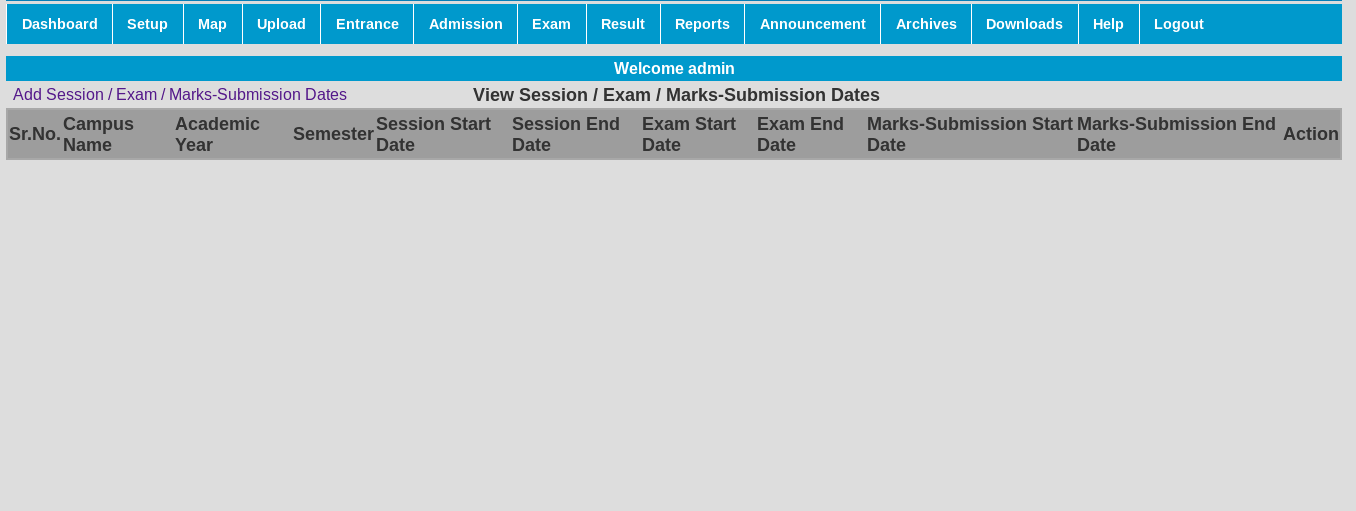 Dashboard Setup Map Upload Entrance Admission Exam Result Reports Announcement Archives Downloads Help Logout
Welcome admin
Add Session / Exam / Marks-Submission Dates View Session / Exam / Marks-Submission Dates
Sr.No. Campus Name Academic Year Semester Session Start Date Session End Date Exam Start Date Exam End Date Marks-Submission Start Date Marks-Submission End Date Action